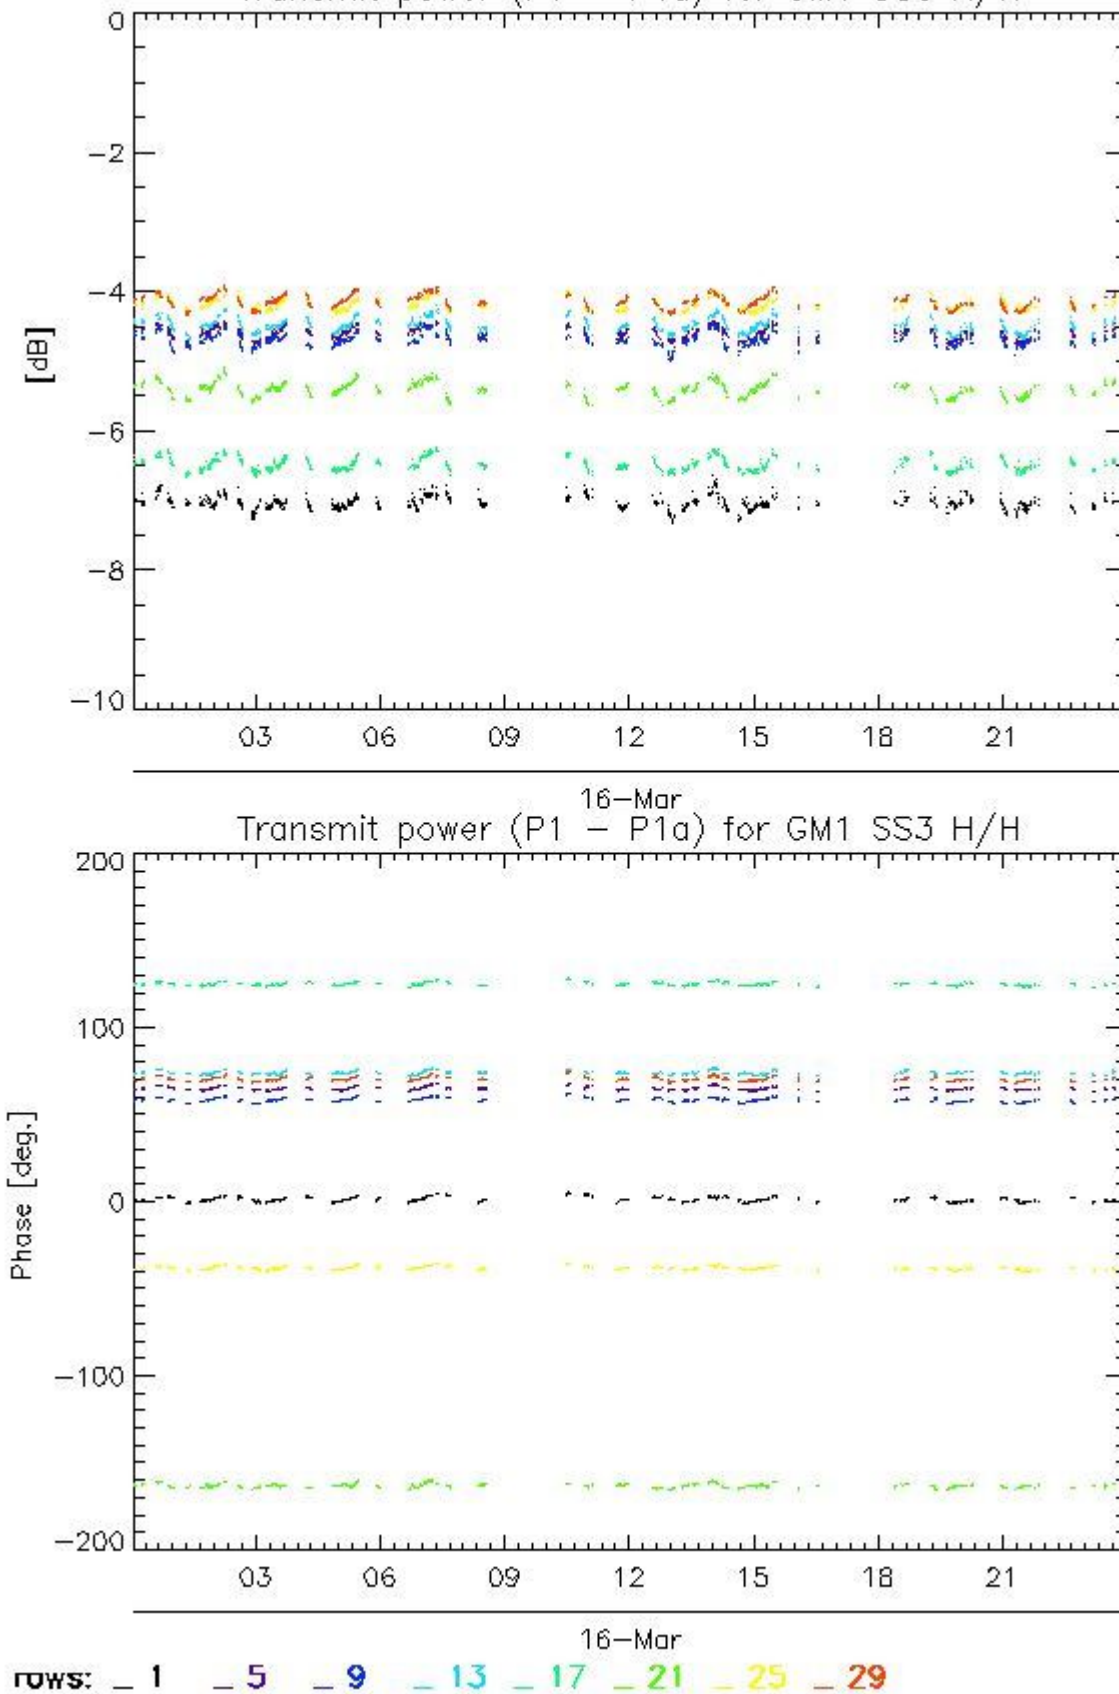 0
-2
-4
-6
-8
-10
[dB]
03 06 09 12 15 18 21
16-Mar
Transmit power (P1 - P1a) for GM1 SS3 H/H
200
100
0
-100
-200
Phase [deg.]
03 06 09 12 15 18 21
16-Mar
rows: _ 1 _ 5 _ 9 _ 13 _ 17 _ 21 _ 25 _ 29